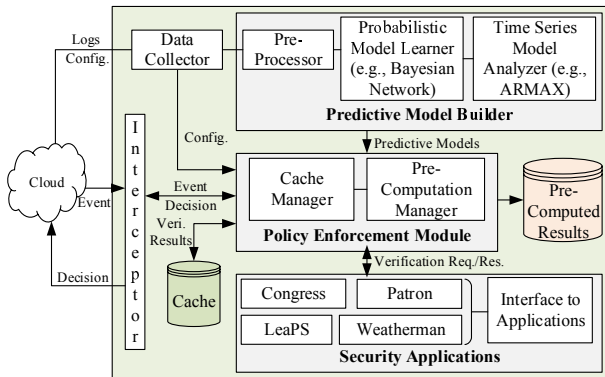 Logs
Config.
Data
Collector
Pre-
Processor
Probabilistic
Model Learner
(e.g., Bayesian
Network)
Time Series
Model
Analyzer (e.g.,
ARMAX)
Predictive Model Builder
Config.
Predictive Models
Interceptor
Cloud
Event
Event
Decision
Cache
Manager
Pre-
Computation
Manager
Policy Enforcement Module
Pre-
Computed
Results
Veri.
Results
Verification Req./Res.
Decision
Cache
Congress
Patron
LeaPS
Weatherman
Interface to
Applications
Security Applications